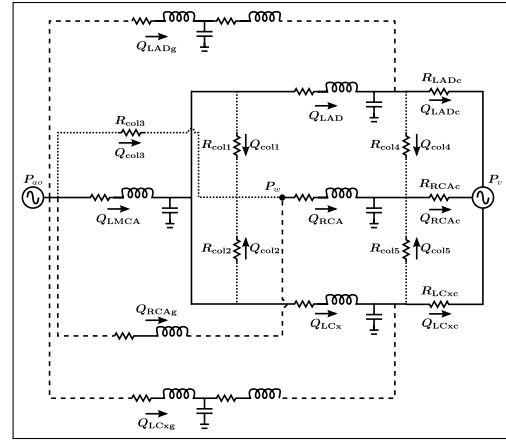 Q_LADg
R_LADc
Q_LAD
Q_LADc
R_col3
Q_col3
R_col1
Q_col1
R_col4
Q_col4
P_ao
P_w
R_RCAc
P_v
Q_LMCA
Q_RCA
Q_RCAc
R_col2
Q_col2
R_col5
Q_col5
R_LCxc
Q_RCAg
Q_LCx
Q_LCxc
Q_LCxg